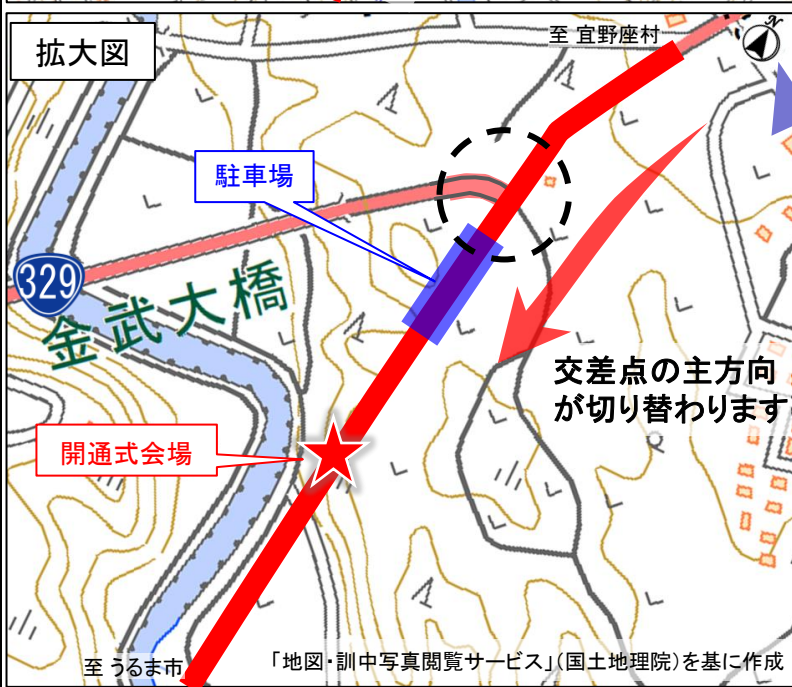 拡大図
至 宜野座村
N
駐車場
329
金武大橋
交差点の主方向
が切り替わります
開通式会場
至 うるま市
「地図・訓中写真閲覧サービス」(国土地理院)を基に作成